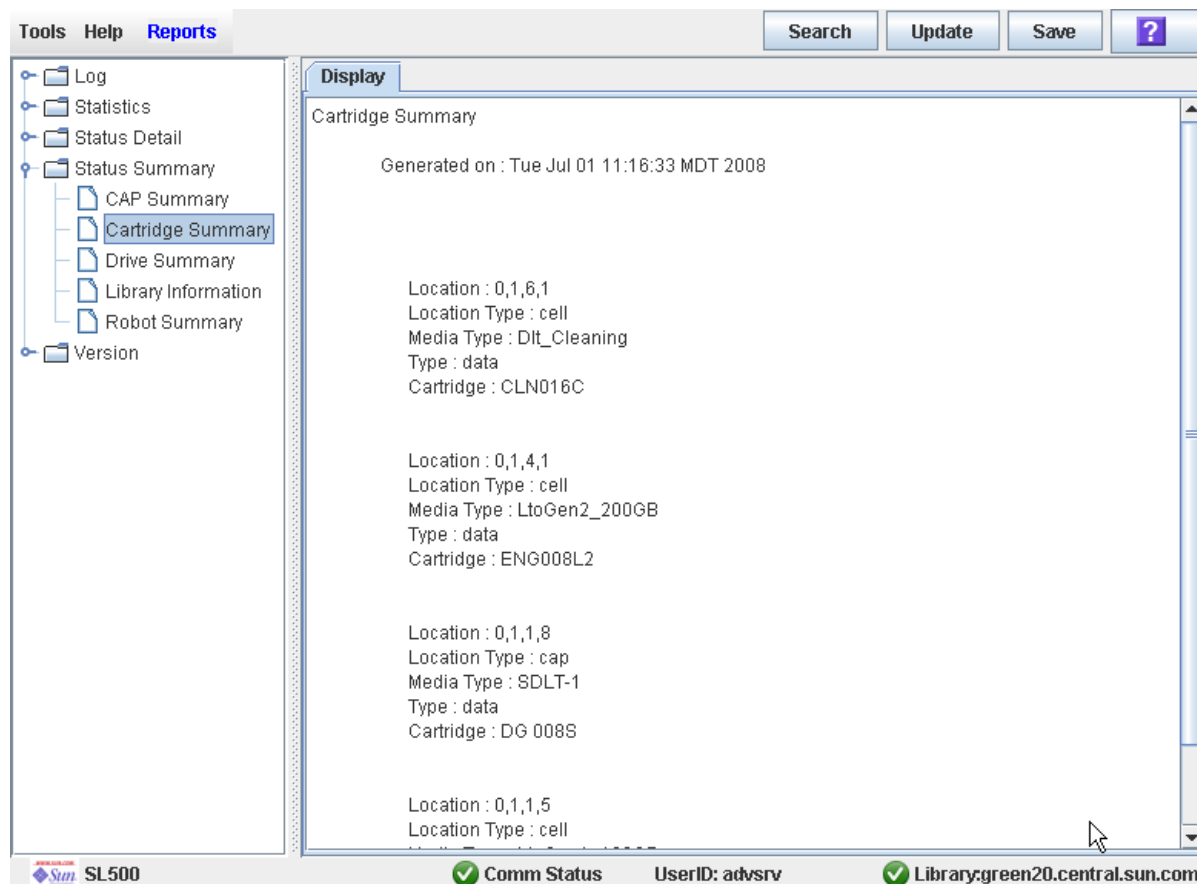 Tools Help Reports
Search Update Save ?
Log
Statistics
Status Detail
Status Summary
CAP Summary
Cartridge Summary
Drive Summary
Library Information
Robot Summary
Version
Display
Cartridge Summary
Generated on : Tue Jul 01 11:16:33 MDT 2008
Location : 0,1,6,1
Location Type : cell
Media Type : Dlt_Cleaning
Type : data
Cartridge : CLN016C
Location : 0,1,4,1
Location Type : cell
Media Type : LtoGen2_200GB
Type : data
Cartridge : ENG008L2
Location : 0,1,1,8
Location Type : cap
Media Type : SDLT-1
Type : data
Cartridge : DG 008S
Location : 0,1,1,5
Location Type : cell
Sun SL500 Comm Status UserID: advsrv Library:green20.central.sun.com